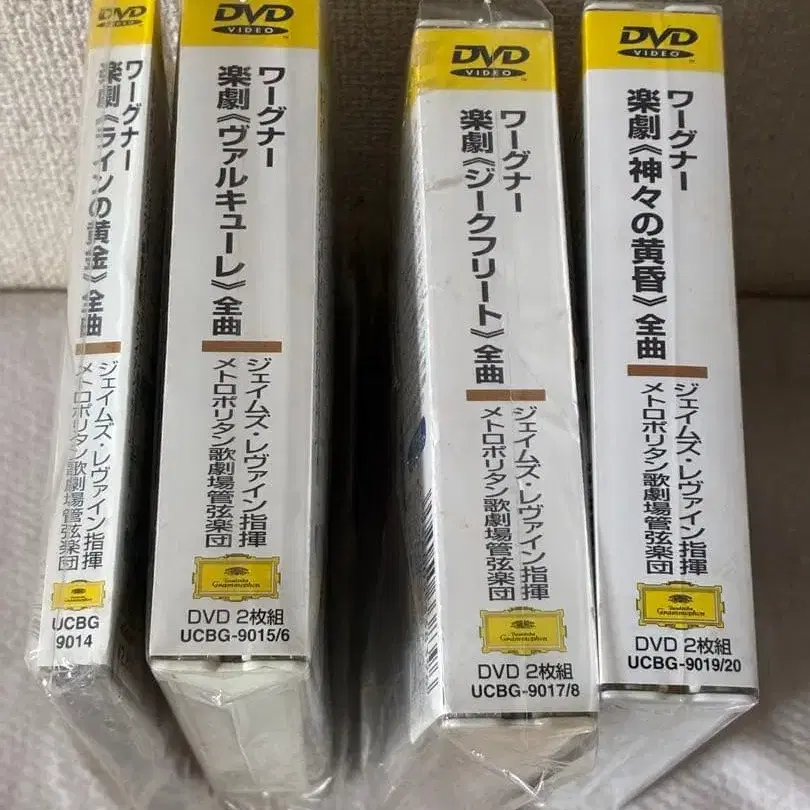 DVD
VIDEO
ワーグナー
楽劇《ラインの黄金》全曲
ジェイムズ・レヴァイン指揮
メトロポリタン歌劇場管弦楽団
Deutsche
Grammophon
UCBG
9014
DVD
VIDEO
ワーグナー
楽劇《ヴァルキューレ》全曲
ジェイムズ・レヴァイン指揮
メトロポリタン歌劇場管弦楽団
Deutsche
Grammophon
DVD 2枚組
UCBG-9015/6
DVD
VIDEO
ワーグナー
楽劇《ジークフリート》全曲
ジェイムズ・レヴァイン指揮
メトロポリタン歌劇場管弦楽団
Deutsche
Grammophon
DVD 2枚組
UCBG-9017/8
DVD
VIDEO
ワーグナー
楽劇《神々の黄昏》全曲
ジェイムズ・レヴァイン指揮
メトロポリタン歌劇場管弦楽団
Deutsche
Grammophon
DVD 2枚組
UCBG-9019/20